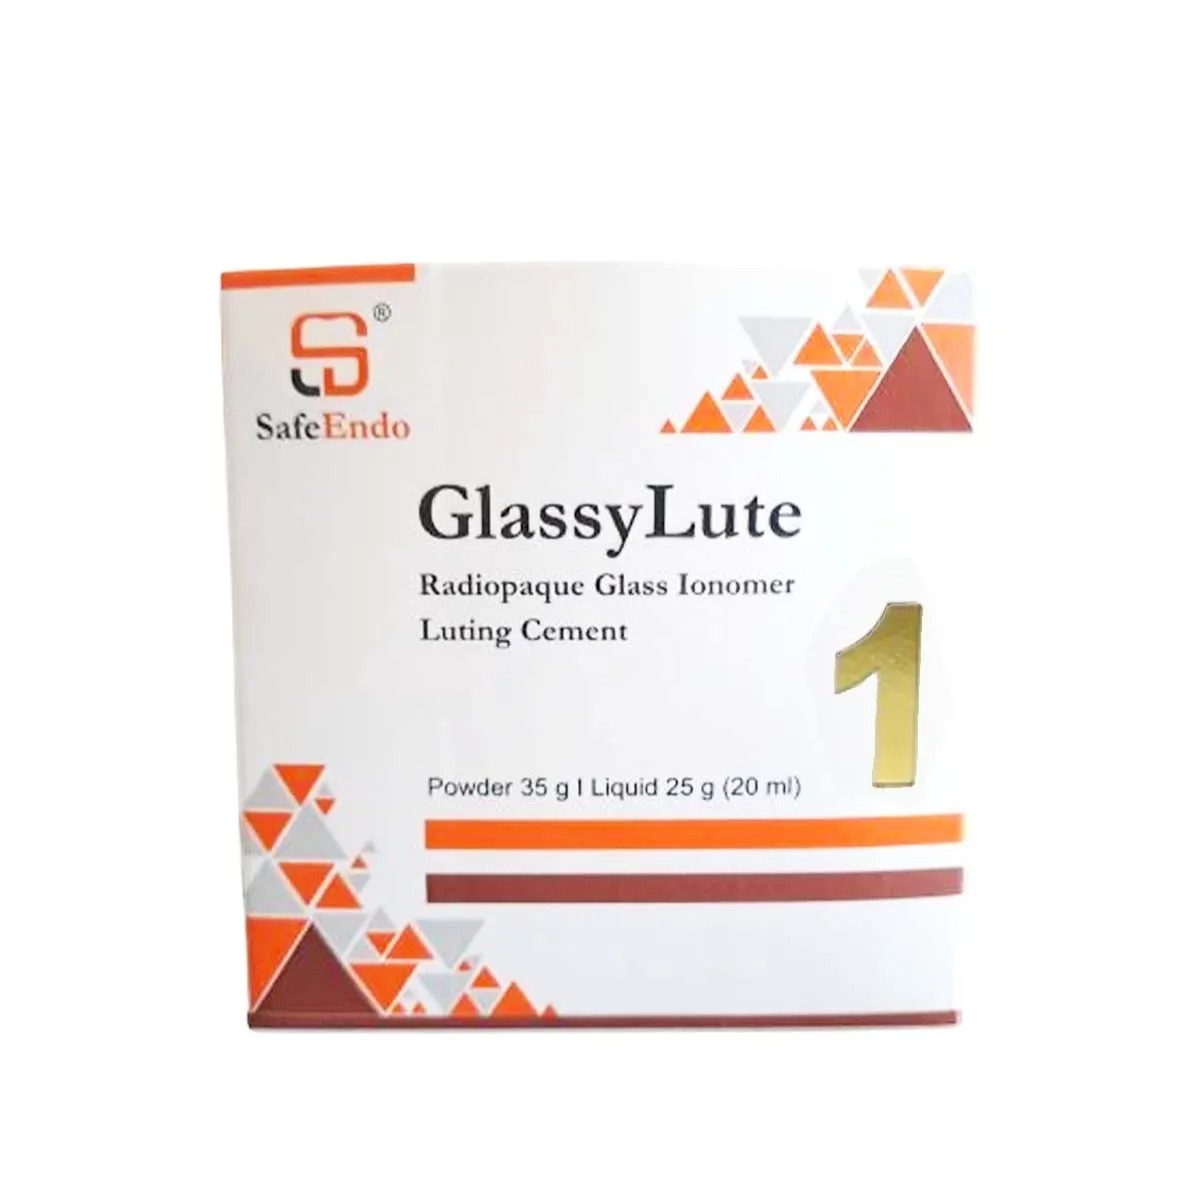 ®
SafeEndo
GlassyLute
Radiopaque Glass Ionomer
Luting Cement
1
Powder 35 g I Liquid 25 g (20 ml)